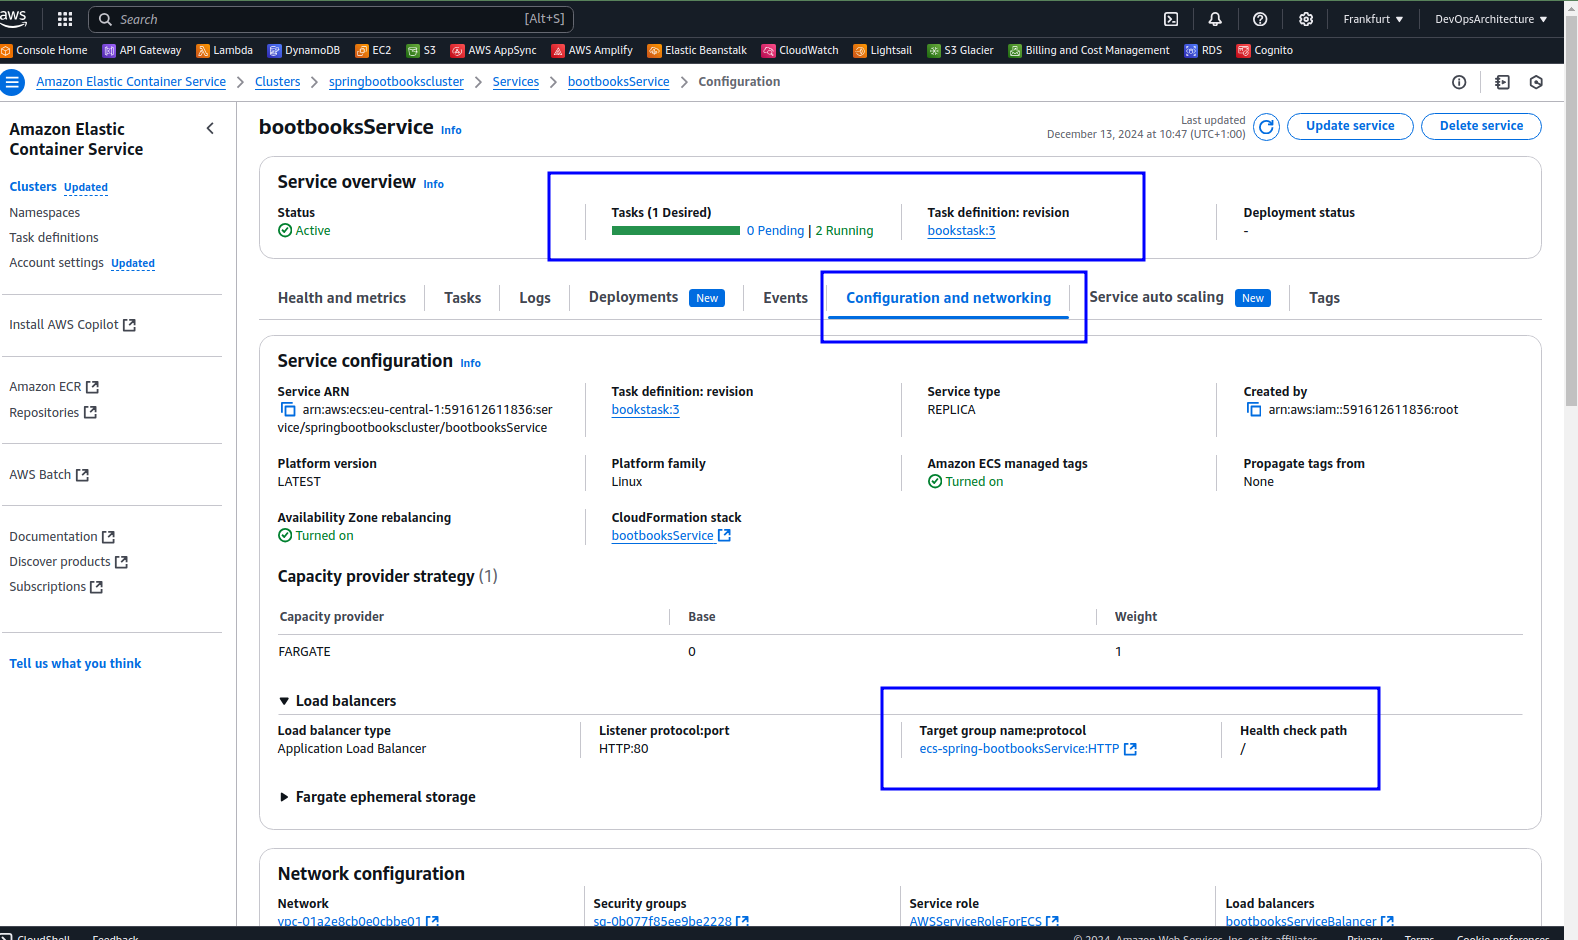 aws
Search [Alt+S]
Frankfurt ▼ DevOpsArchitecture ▼
Console Home API Gateway Lambda DynamoDB EC2 S3 AWS AppSync AWS Amplify Elastic Beanstalk CloudWatch Lightsail S3 Glacier Billing and Cost Management RDS Cognito
Amazon Elastic Container Service > Clusters > springbootbookscluster > Services > bootbooksService > Configuration
Amazon Elastic
Container Service
Clusters Updated
Namespaces
Task definitions
Account settings Updated
Install AWS Copilot
Amazon ECR
Repositories
AWS Batch
Documentation
Discover products
Subscriptions
Tell us what you think
bootbooksService Info
Last updated
December 13, 2024 at 10:47 (UTC+1:00)
Update service
Delete service
Service overview Info
Status
Active
Tasks (1 Desired)
0 Pending | 2 Running
Task definition: revision
bookstask:3
Deployment status
-
Health and metrics Tasks Logs Deployments New Events Configuration and networking Service auto scaling New Tags
Service configuration Info
Service ARN
arn:aws:ecs:eu-central-1:591612611836:ser
vice/springbootbookscluster/bootbooksService
Task definition: revision
bookstask:3
Service type
REPLICA
Created by
arn:aws:iam::591612611836:root
Platform version
LATEST
Platform family
Linux
Amazon ECS managed tags
Turned on
Propagate tags from
None
Availability Zone rebalancing
Turned on
CloudFormation stack
bootbooksService
Capacity provider strategy (1)
Capacity provider Base Weight
FARGATE 0 1
Load balancers
Load balancer type
Application Load Balancer
Listener protocol:port
HTTP:80
Target group name:protocol
ecs-spring-bootbooksService:HTTP
Health check path
/
Fargate ephemeral storage
Network configuration
Network
vpc-01a2e8cb0e0cbbe01
Security groups
sg-0b077f85ee9be2228
Service role
AWSServiceRoleForECS
Load balancers
bootbooksServiceBalancer
CloudShell Feedback
© 2024, Amazon Web Services, Inc. or its affiliates. Privacy Terms Cookie preferences